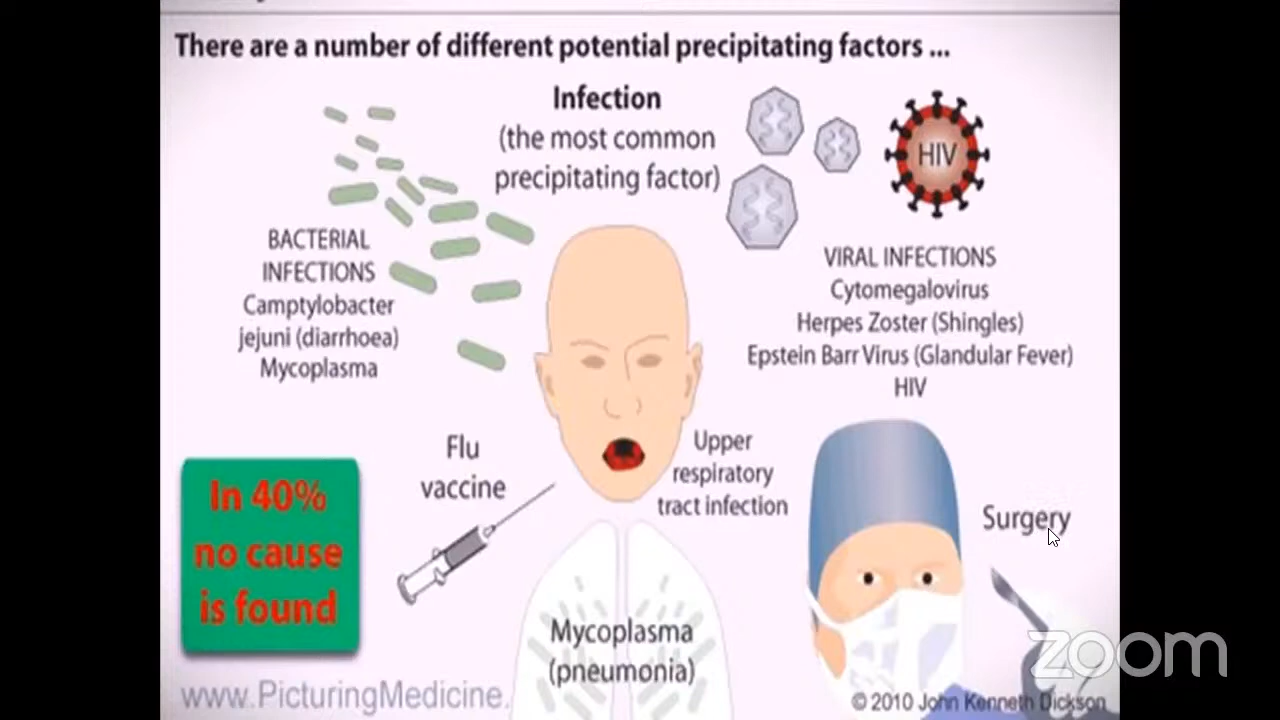 There are a number of different potential precipitating factors ...
Infection
(the most common
precipitating factor)
HIV
BACTERIAL
INFECTIONS
Camptylobacter
jejuni (diarrhoea)
Mycoplasma
VIRAL INFECTIONS
Cytomegalovirus
Herpes Zoster (Shingles)
Epstein Barr Virus (Glandular Fever)
HIV
Flu
vaccine
Upper
respiratory
tract infection
In 40%
no cause
is found
Surgery
Mycoplasma
(pneumonia)
zoom
www.PicturingMedicine.
© 2010 John Kenneth Dickson